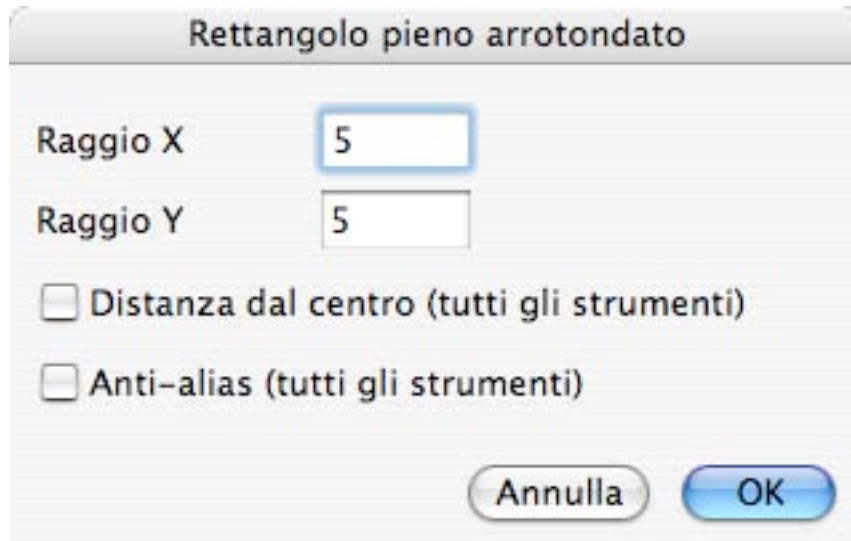 Rettangolo pieno arrotondato
Raggio X 5
Raggio Y 5
Distanza dal centro (tutti gli strumenti)
Anti-alias (tutti gli strumenti)
Annulla OK